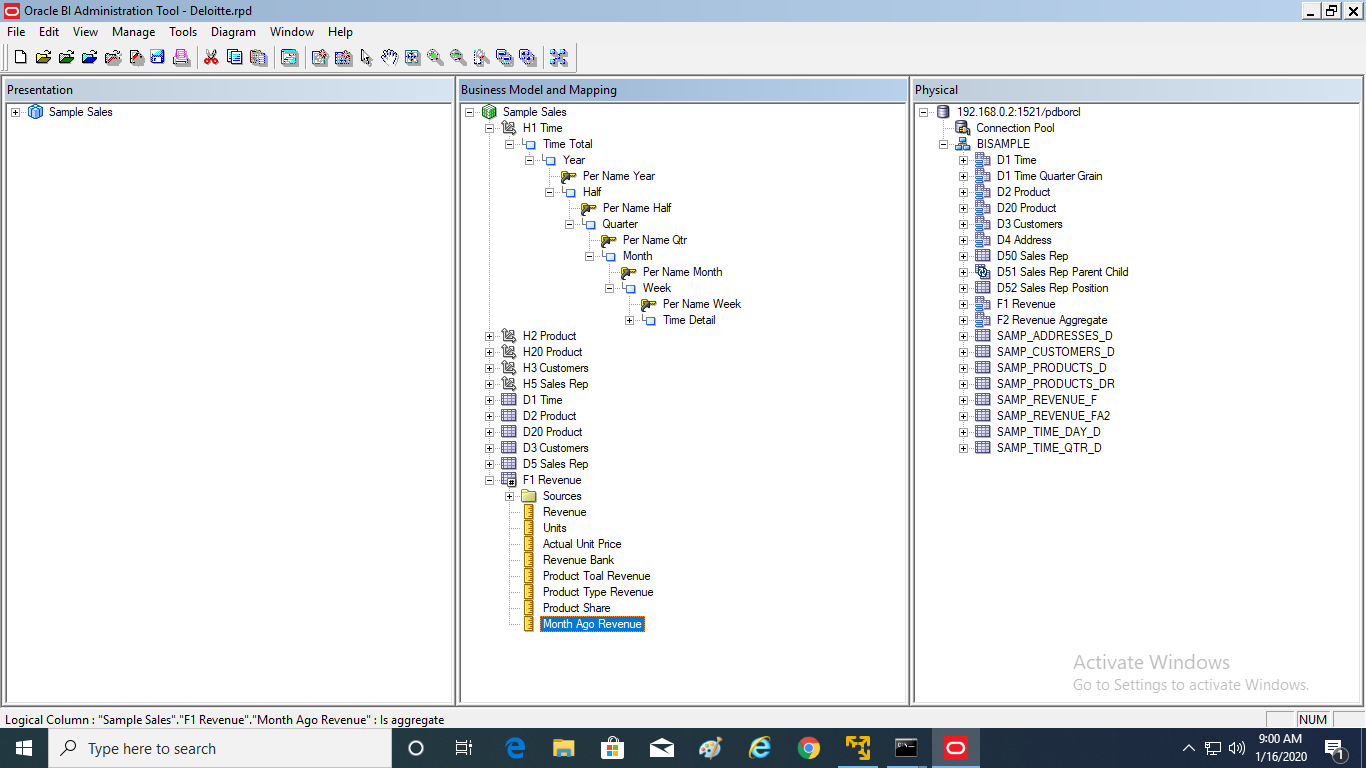 Oracle BI Administration Tool - Deloitte.rpd
File Edit View Manage Tools Diagram Window Help
Presentation
Sample Sales
Business Model and Mapping
Sample Sales
H1 Time
Time Total
Year
Per Name Year
Half
Per Name Half
Quarter
Per Name Qtr
Month
Per Name Month
Week
Per Name Week
Time Detail
H2 Product
H20 Product
H3 Customers
H5 Sales Rep
D1 Time
D2 Product
D20 Product
D3 Customers
D5 Sales Rep
F1 Revenue
Sources
Revenue
Units
Actual Unit Price
Revenue Bank
Product Toal Revenue
Product Type Revenue
Product Share
Month Ago Revenue
Physical
192.168.0.2:1521/pdborcl
Connection Pool
BISAMPLE
D1 Time
D1 Time Quarter Grain
D2 Product
D20 Product
D3 Customers
D4 Address
D50 Sales Rep
D51 Sales Rep Parent Child
D52 Sales Rep Position
F1 Revenue
F2 Revenue Aggregate
SAMP_ADDRESSES_D
SAMP_CUSTOMERS_D
SAMP_PRODUCTS_D
SAMP_PRODUCTS_DR
SAMP_REVENUE_F
SAMP_REVENUE_FA2
SAMP_TIME_DAY_D
SAMP_TIME_QTR_D
Activate Windows
Go to Settings to activate Windows.
Logical Column : "Sample Sales"."F1 Revenue"."Month Ago Revenue" : Is aggregate
NUM
Type here to search
9:00 AM
1/16/2020
1